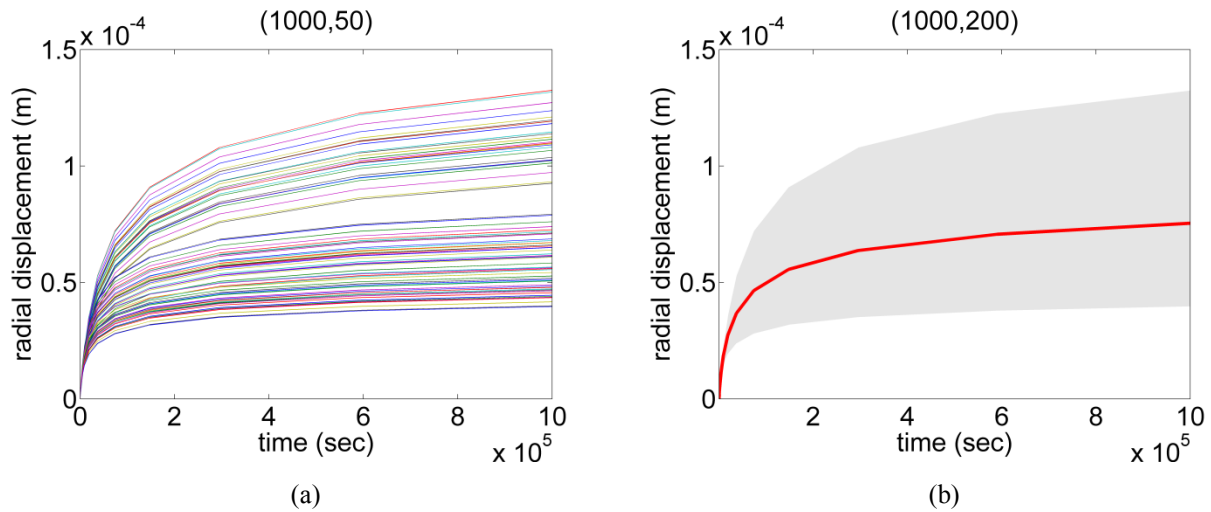 (1000,50)
x 10⁻⁴
1.5
1
0.5
0
radial displacement (m)
0 2 4 6 8 10
time (sec)
x 10⁵
(a)
(1000,200)
x 10⁻⁴
1.5
1
0.5
0
radial displacement (m)
2 4 6 8 10
time (sec)
x 10⁵
(b)